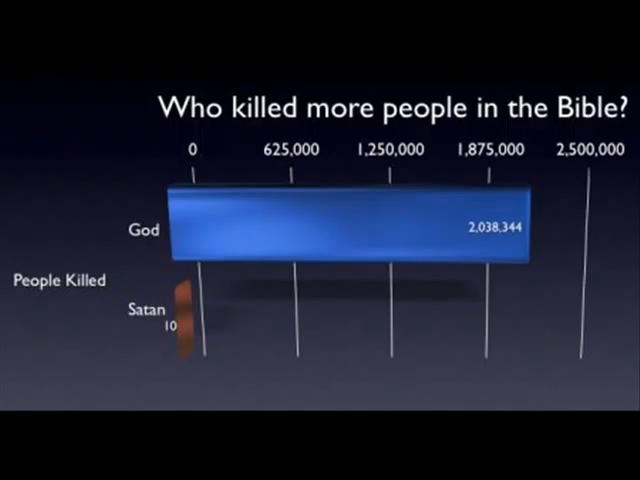 Who killed more people in the Bible?
0 625,000 1,250,000 1,875,000 2,500,000
God 2,038,344
People Killed
Satan
10